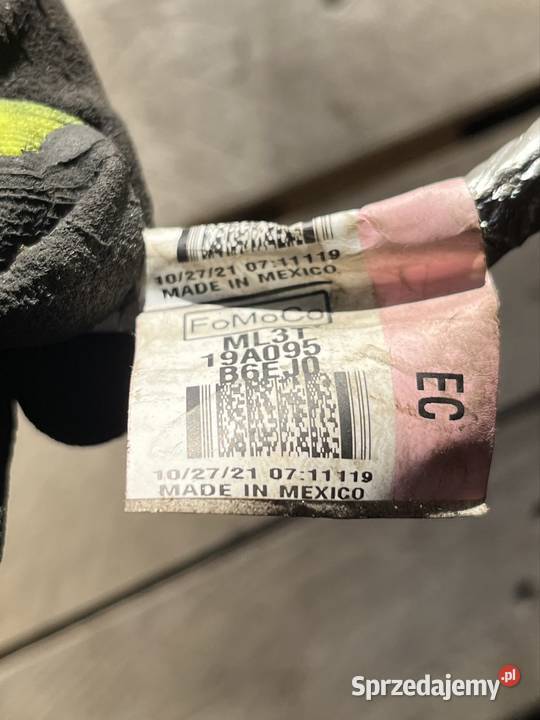 10/27/21 07:11119
MADE IN MEXICO
FoMoCo
ML3T
19A095
B6EJ0
EC
10/27/21 07:11119
MADE IN MEXICO
Sprzedajemy.pl